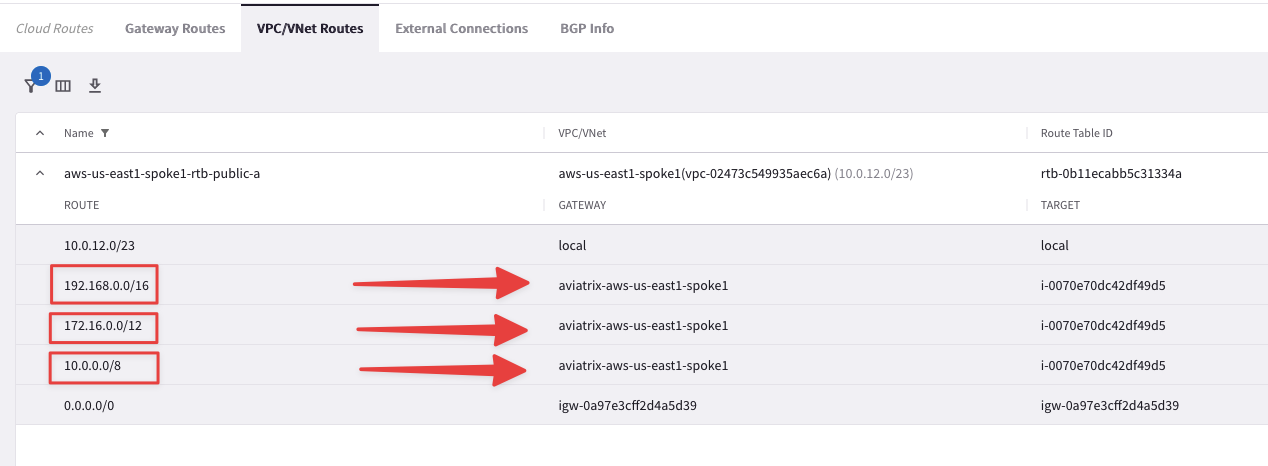 Cloud Routes Gateway Routes VPC/VNet Routes External Connections BGP Info
1
Name VPC/VNet Route Table ID
aws-us-east1-spoke1-rtb-public-a aws-us-east1-spoke1(vpc-02473c549935aec6a) (10.0.12.0/23) rtb-0b11ecabb5c31334a
ROUTE GATEWAY TARGET
10.0.12.0/23 local local
192.168.0.0/16 aviatrix-aws-us-east1-spoke1 i-0070e70dc42df49d5
172.16.0.0/12 aviatrix-aws-us-east1-spoke1 i-0070e70dc42df49d5
10.0.0.0/8 aviatrix-aws-us-east1-spoke1 i-0070e70dc42df49d5
0.0.0.0/0 igw-0a97e3cff2d4a5d39 igw-0a97e3cff2d4a5d39